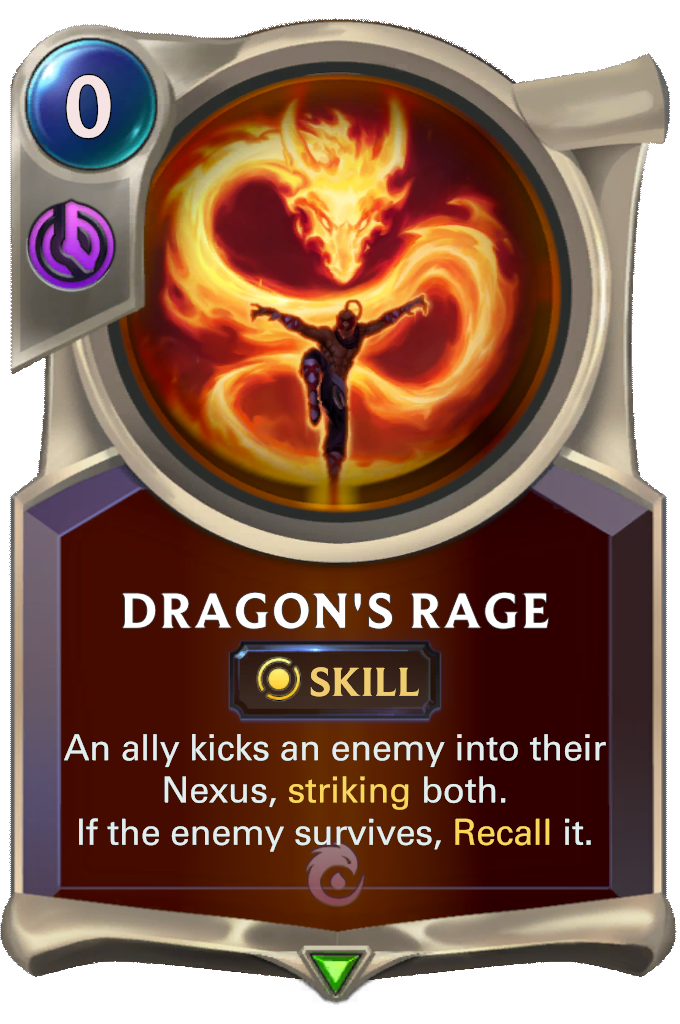 0
DRAGON'S RAGE
SKILL
An ally kicks an enemy into their
Nexus, striking both.
If the enemy survives, Recall it.